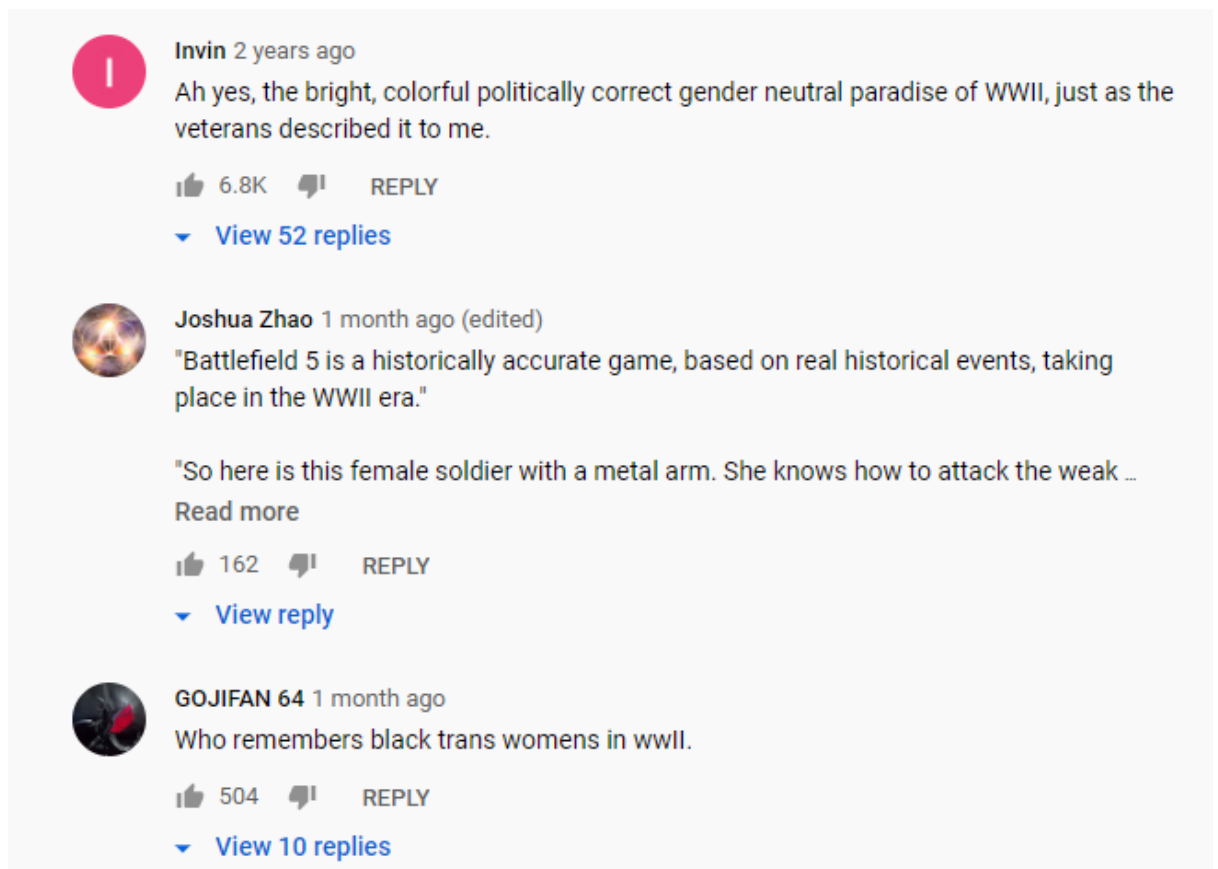 I
Invin 2 years ago
Ah yes, the bright, colorful politically correct gender neutral paradise of WWII, just as the
veterans described it to me.
6.8K REPLY
View 52 replies
Joshua Zhao 1 month ago (edited)
"Battlefield 5 is a historically accurate game, based on real historical events, taking
place in the WWII era."
"So here is this female soldier with a metal arm. She knows how to attack the weak ...
Read more
162 REPLY
View reply
GOJIFAN 64 1 month ago
Who remembers black trans womens in wwII.
504 REPLY
View 10 replies